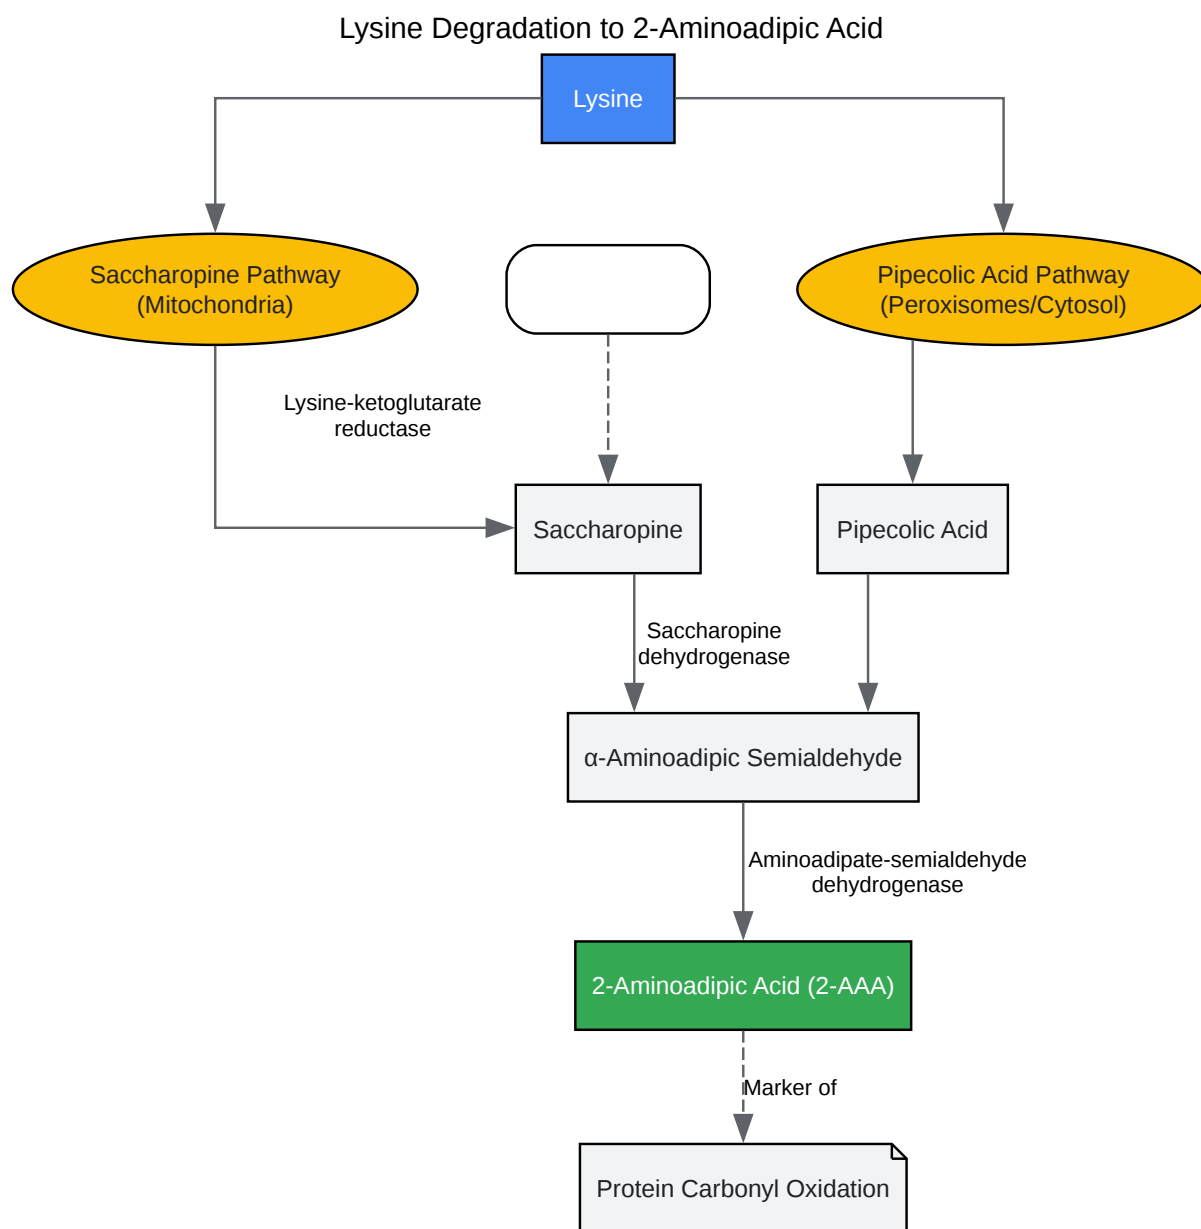 Lysine Degradation to 2-Aminoadipic Acid
Lysine
Saccharopine Pathway
(Mitochondria)
Pipecolic Acid Pathway
(Peroxisomes/Cytosol)
Lysine-ketoglutarate
reductase
Saccharopine
Pipecolic Acid
Saccharopine
dehydrogenase
α-Aminoadipic Semialdehyde
Aminoadipate-semialdehyde
dehydrogenase
2-Aminoadipic Acid (2-AAA)
Marker of
Protein Carbonyl Oxidation